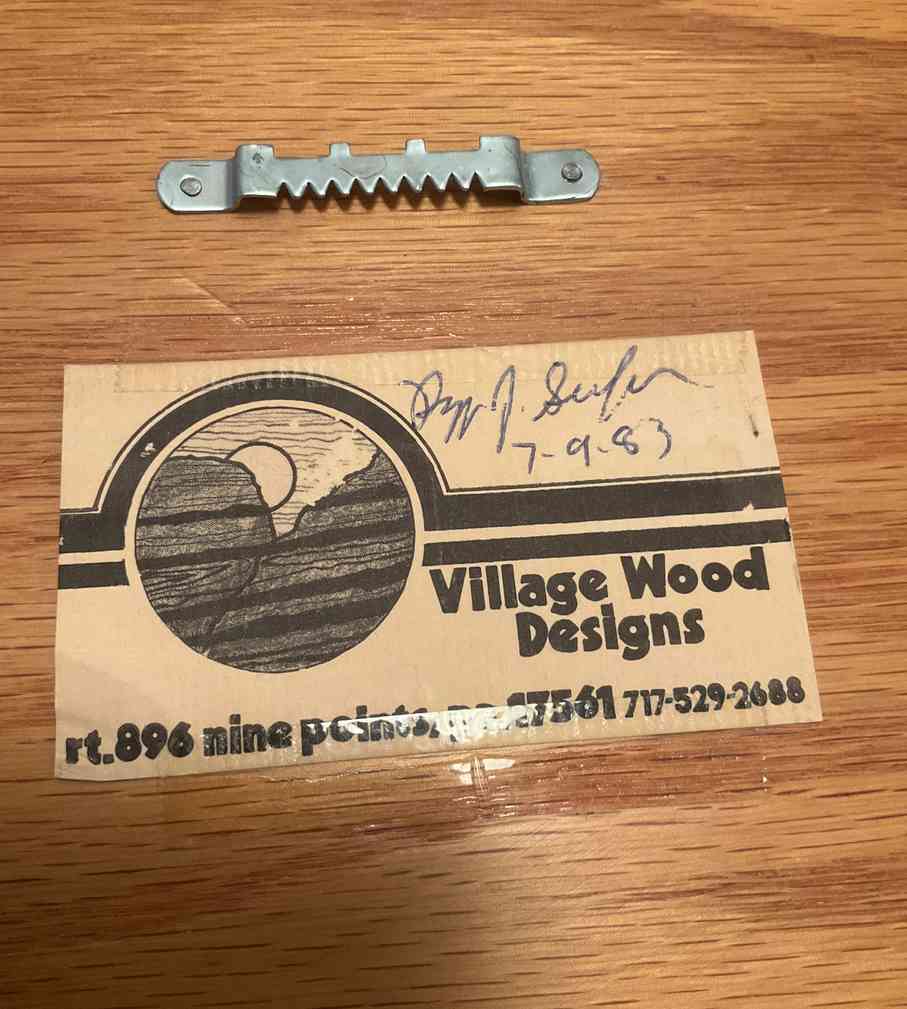 7-9-83
Village Wood
Designs
rt.896 nine points, pa.17561 717-529-2688